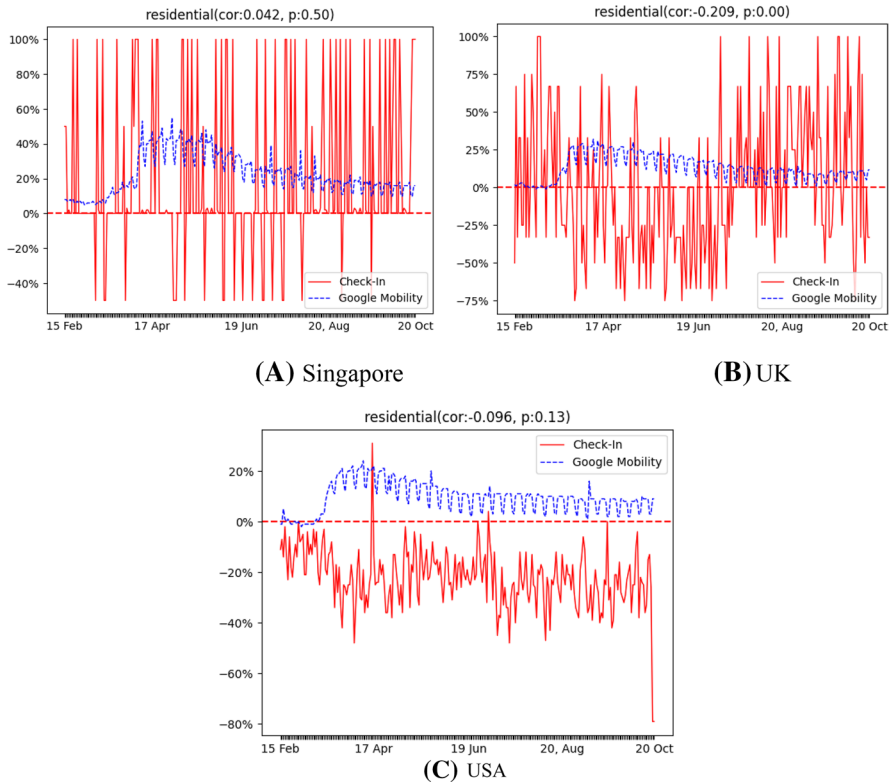 residential(cor:0.042, p:0.50)
100%
80%
60%
40%
20%
0%
−20%
−40%
Check-In
Google Mobility
15 Feb
17 Apr
19 Jun
20, Aug
20 Oct
(A) Singapore
residential(cor:-0.209, p:0.00)
100%
75%
50%
25%
0%
−25%
−50%
−75%
Check-In
Google Mobility
15 Feb
17 Apr
19 Jun
20, Aug
20 Oct
(B) UK
residential(cor:-0.096, p:0.13)
20%
0%
−20%
−40%
−60%
−80%
Check-In
Google Mobility
15 Feb
17 Apr
19 Jun
20, Aug
20 Oct
(C) USA